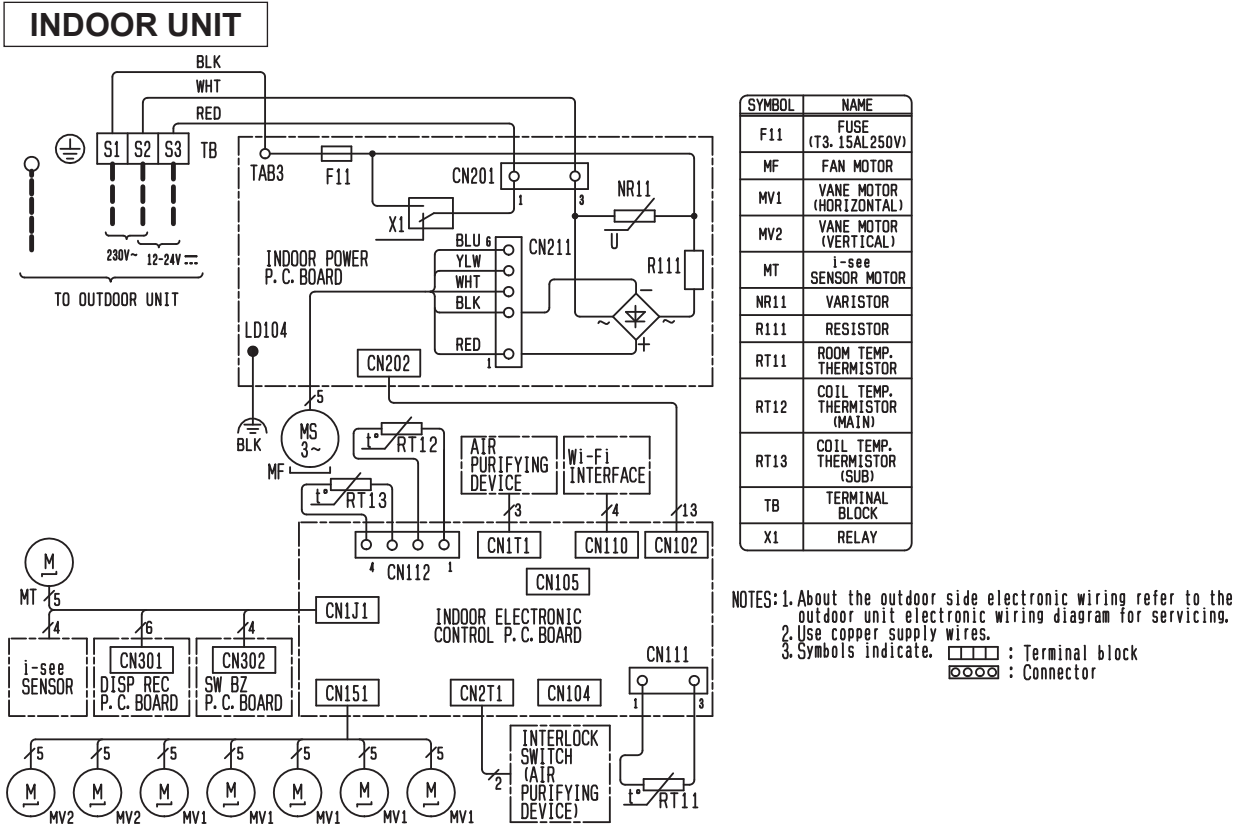 INDOOR UNIT
BLK
WHT
RED
S1 S2 S3 TB
230V~ 12-24V
TO OUTDOOR UNIT
TAB3
F11
CN201
1 3
X1
NR11
U
R111
INDOOR POWER
P.C.BOARD
BLU 6
CN211
YLW
WHT
BLK
RED
1
~ ~
−
+
LD104
BLK
CN202
5
MS
3~
MF
t° RT12
t° RT13
AIR
PURIFYING
DEVICE
Wi-Fi
INTERFACE
3
4
13
4 CN112 1
CN1T1
CN110
CN102
CN105
INDOOR ELECTRONIC
CONTROL P.C.BOARD
CN1J1
CN151
CN2T1
CN104
CN111
1 3
M
MT 5
4
6
4
i-see
SENSOR
CN301
DISP REC
P.C.BOARD
CN302
SW BZ
P.C.BOARD
5 5 5 5 5 5 5
M M M M M M M
MV2 MV2 MV1 MV1 MV1 MV1 MV1
2
INTERLOCK
SWITCH
(AIR
PURIFYING
DEVICE)
t° RT11
SYMBOL NAME
F11 FUSE
(T3.15AL250V)
MF FAN MOTOR
MV1 VANE MOTOR
(HORIZONTAL)
MV2 VANE MOTOR
(VERTICAL)
MT i-see
SENSOR MOTOR
NR11 VARISTOR
R111 RESISTOR
RT11 ROOM TEMP.
THERMISTOR
RT12 COIL TEMP.
THERMISTOR
(MAIN)
RT13 COIL TEMP.
THERMISTOR
(SUB)
TB TERMINAL
BLOCK
X1 RELAY
NOTES:1.About the outdoor side electronic wiring refer to the
outdoor unit electronic wiring diagram for servicing.
2.Use copper supply wires.
3.Symbols indicate. : Terminal block
: Connector